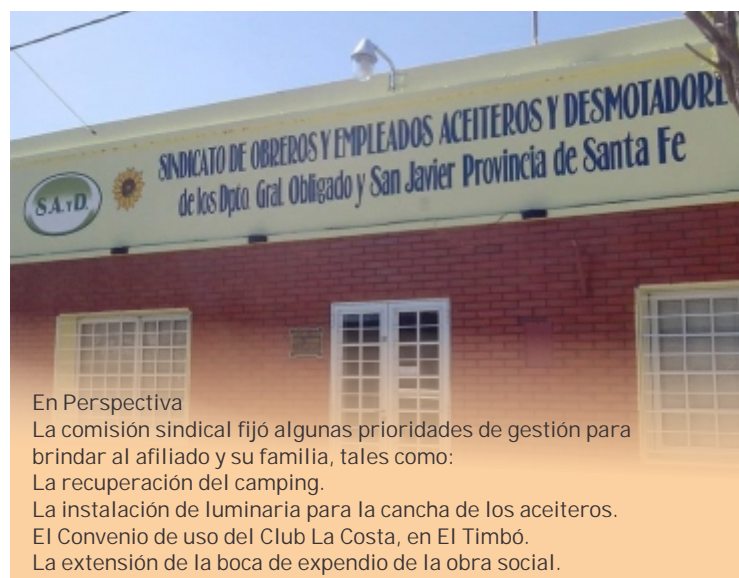 S.A.Y D.
SINDICATO DE OBREROS Y EMPLEADOS ACEITEROS Y DESMOTADORE
de los Dpto Gral Obligado y San Javier Provincia de Santa Fe
En Perspectiva
La comisión sindical fijó algunas prioridades de gestión para
brindar al afiliado y su familia, tales como:
La recuperación del camping.
La instalación de luminaria para la cancha de los aceiteros.
El Convenio de uso del Club La Costa, en El Timbó.
La extensión de la boca de expendio de la obra social.